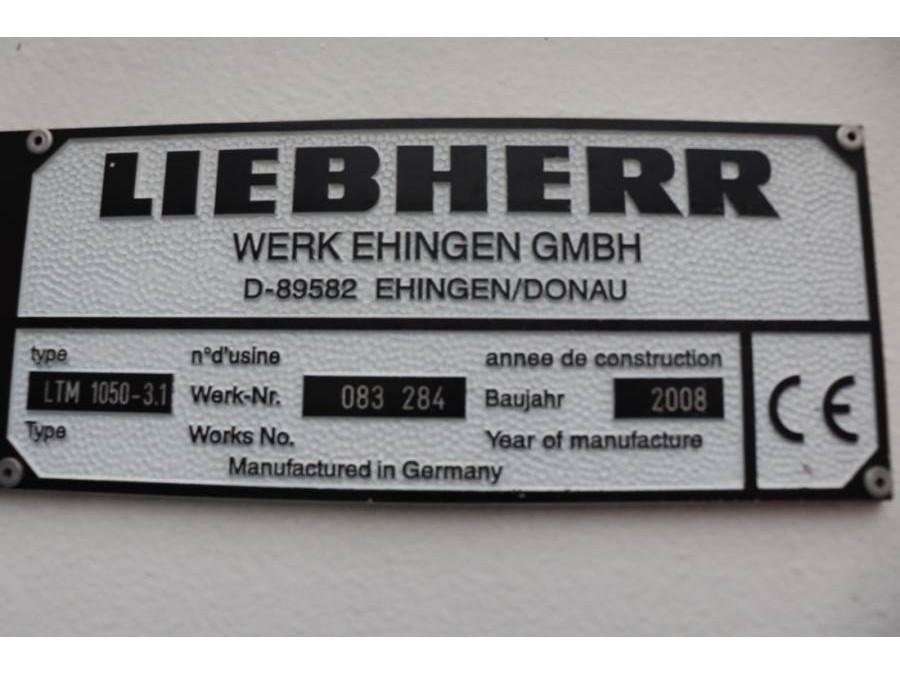 LIEBHERR
WERK EHINGEN GMBH
D-89582 EHINGEN/DONAU
type n°d'usine annee de construction
LTM 1050-3.1 Werk-Nr. 083 284 Baujahr 2008
Type Works No. Year of manufacture
Manufactured in Germany
CE